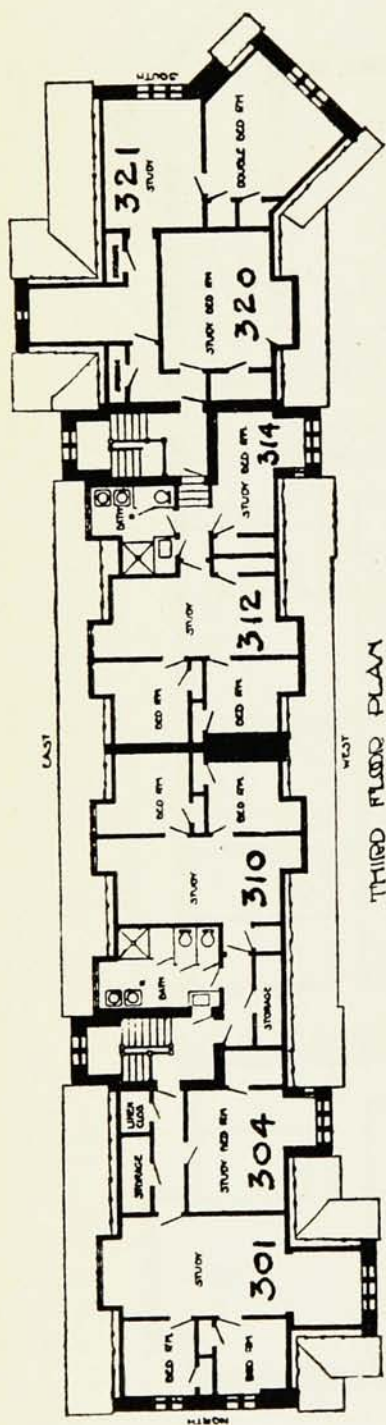 SOUTH
321
STUDY
DOUBLE BED RM
STORAGE
STORAGE
STUDY BED RM
320
BATH
STUDY BED RM
314
EAST
STUDY
312
BED RM
BED RM
BED RM
BED RM
STUDY
310
BATH
STORAGE
WEST
THIRD FLOOR PLAN
LINEN
CLOS
STORAGE
STUDY BED RM
304
STUDY
301
BED RM
BED RM
NORTH